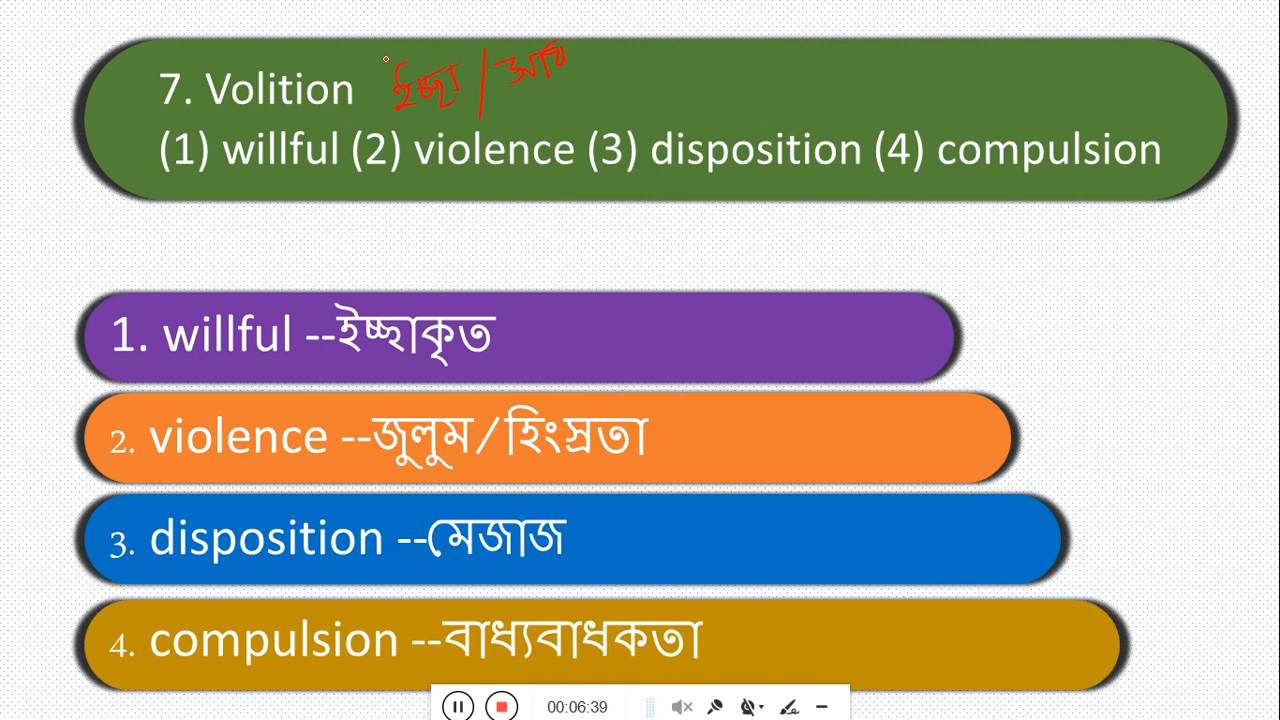 7. Volition ইচ্ছা /
(1) willful (2) violence (3) disposition (4) compulsion
1. willful --ইচ্ছাকৃত
2. violence --জুলুম/হিংস্রতা
3. disposition --মেজাজ
4. compulsion --বাধ্যবাধকতা
00:06:39